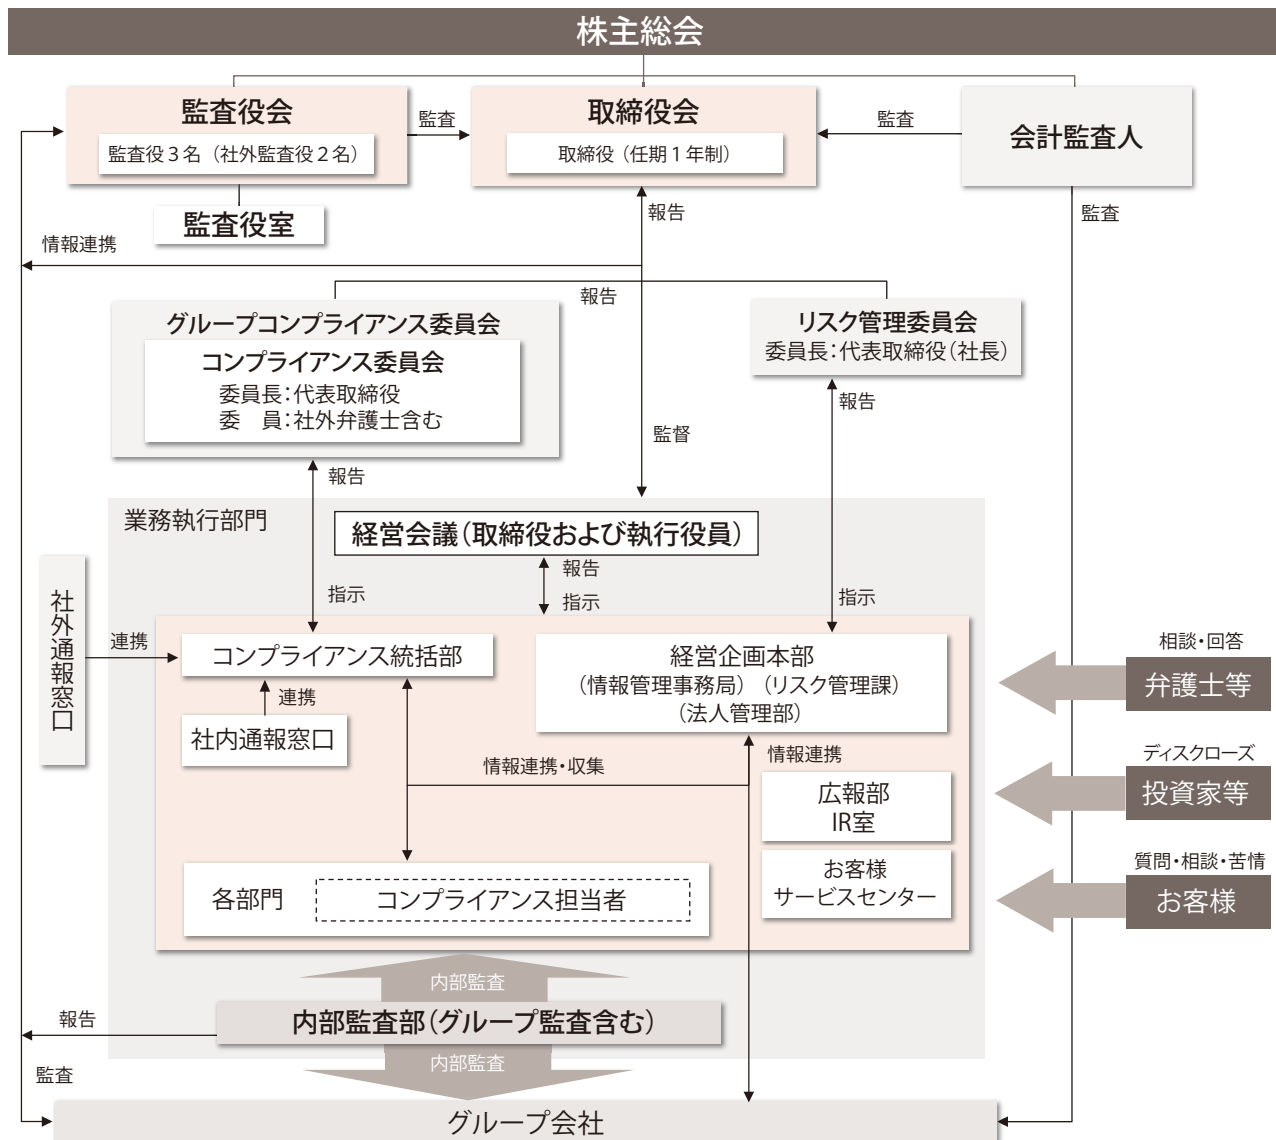 株主総会
監査役会
監査役3名（社外監査役2名）
監査役室
監査
取締役会
取締役（任期1年制）
監査
会計監査人
監査
報告
情報連携
報告
グループコンプライアンス委員会
コンプライアンス委員会
委員長：代表取締役
委　員：社外弁護士含む
リスク管理委員会
委員長：代表取締役（社長）
報告
監督
報告
業務執行部門
経営会議（取締役および執行役員）
報告
指示
指示
指示
社外通報窓口
連携
コンプライアンス統括部
連携
社内通報窓口
経営企画本部
（情報管理事務局）（リスク管理課）
（法人管理部）
情報連携・収集
情報連携
広報部
IR室
お客様
サービスセンター
各部門
コンプライアンス担当者
相談・回答
弁護士等
ディスクローズ
投資家等
質問・相談・苦情
お客様
内部監査
内部監査部（グループ監査含む）
内部監査
報告
監査
グループ会社